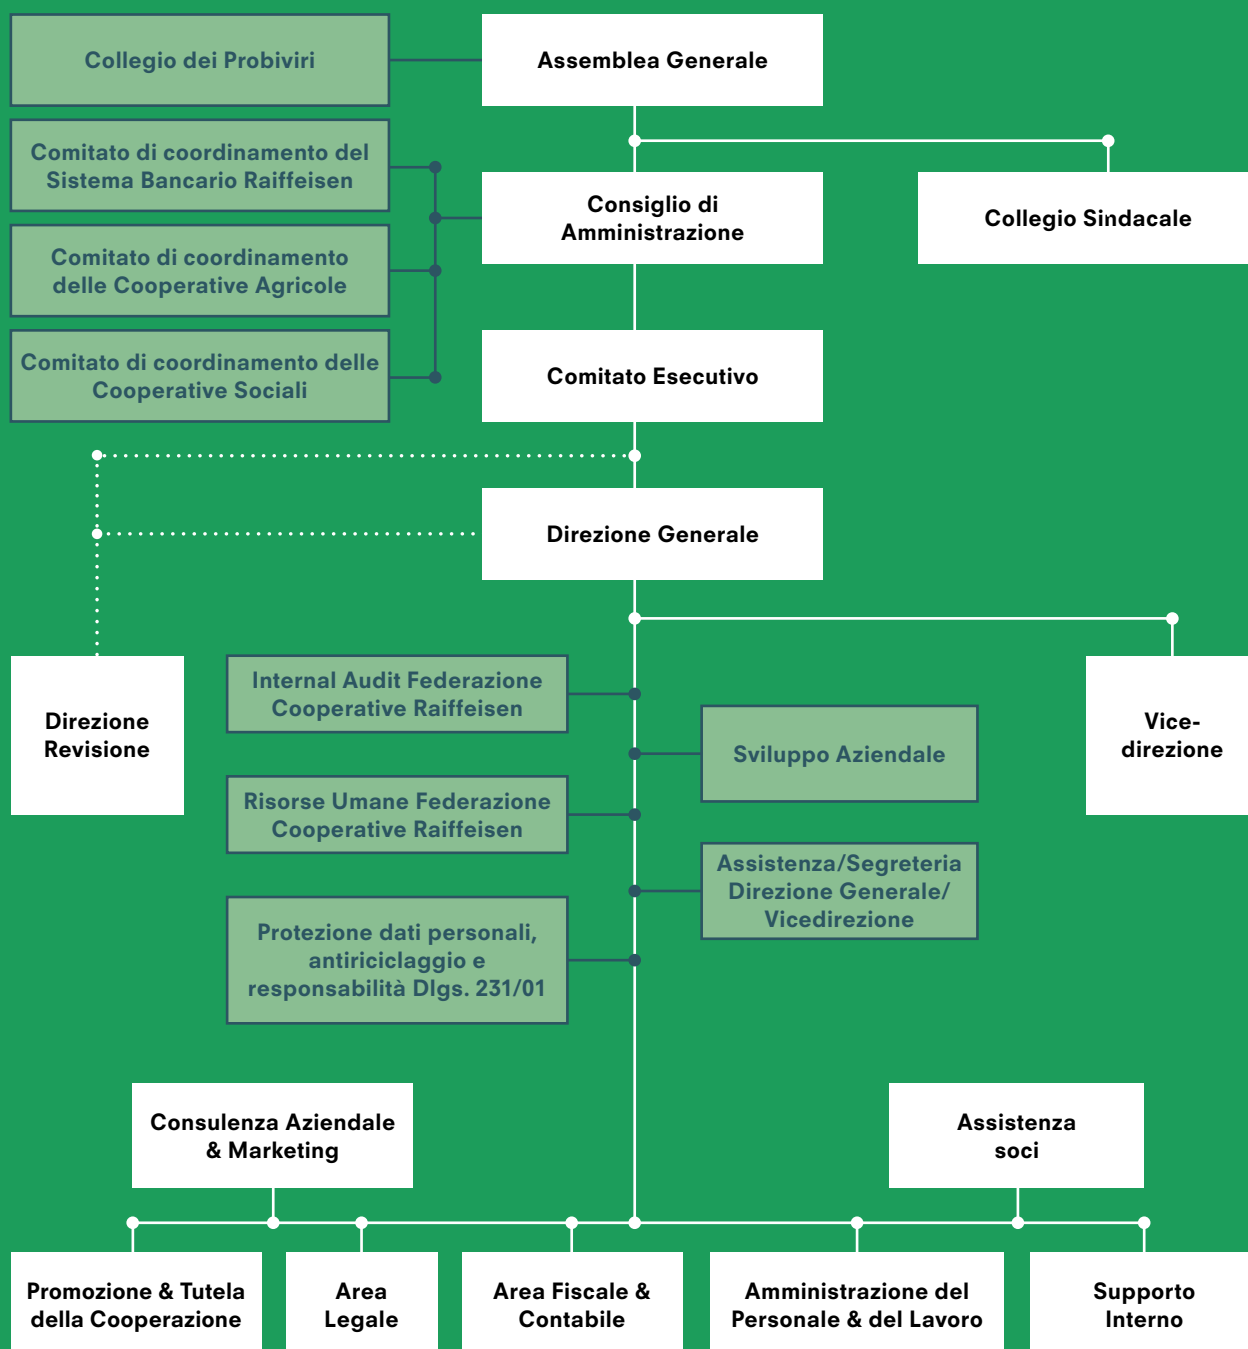 Collegio dei Probiviri
Assemblea Generale
Comitato di coordinamento del
Sistema Bancario Raiffeisen
Consiglio di
Amministrazione
Collegio Sindacale
Comitato di coordinamento
delle Cooperative Agricole
Comitato di coordinamento delle
Cooperative Sociali
Comitato Esecutivo
Direzione Generale
Direzione
Revisione
Internal Audit Federazione
Cooperative Raiffeisen
Sviluppo Aziendale
Vice-
direzione
Risorse Umane Federazione
Cooperative Raiffeisen
Assistenza/Segreteria
Direzione Generale/
Vicedirezione
Protezione dati personali,
antiriciclaggio e
responsabilità Dlgs. 231/01
Consulenza Aziendale
& Marketing
Assistenza
soci
Promozione & Tutela
della Cooperazione
Area
Legale
Area Fiscale &
Contabile
Amministrazione del
Personale & del Lavoro
Supporto
Interno